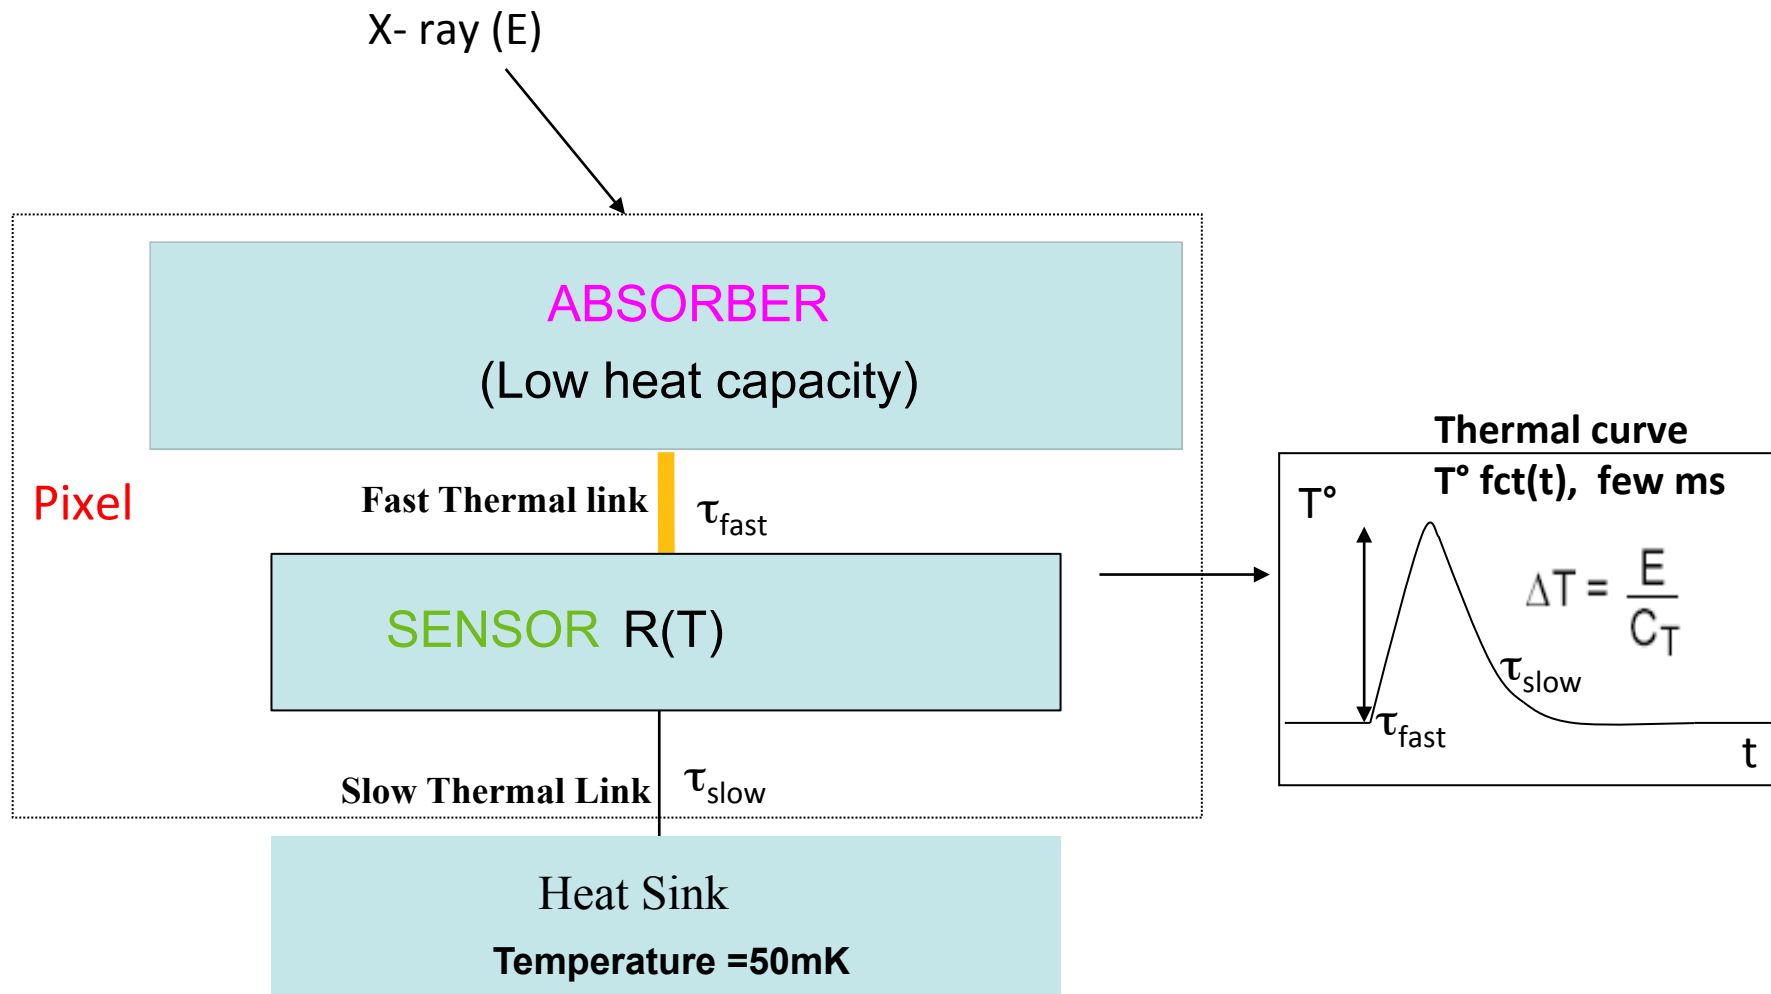 X- ray (E)
ABSORBER
(Low heat capacity)
Pixel
Fast Thermal link
τfast
SENSOR R(T)
Slow Thermal Link
τslow
Heat Sink
Temperature =50mK
Thermal curve
T° fct(t), few ms
T°
ΔT = E/CT
τslow
τfast
t